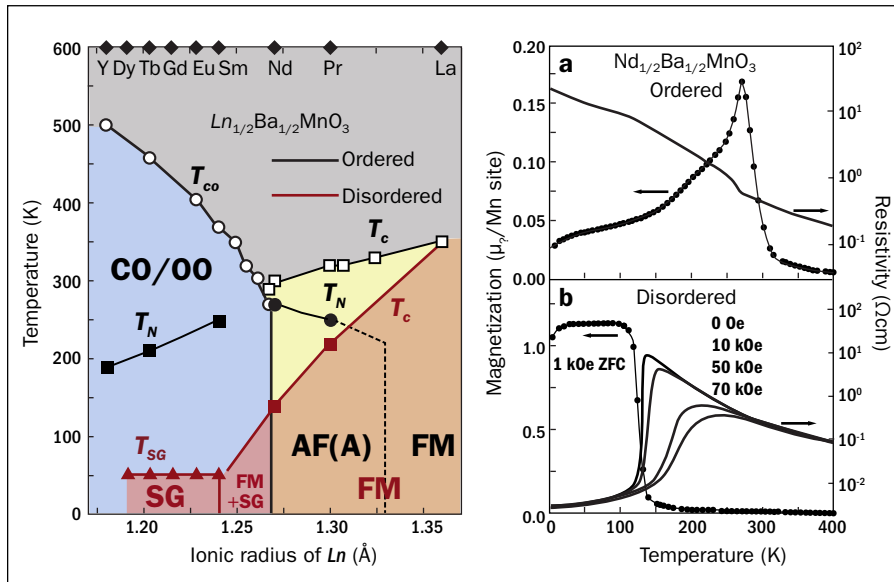 600
500
400
300
200
100
0
Temperature (K)
Y Dy Tb Gd Eu Sm Nd Pr La
Ln1/2Ba1/2MnO3
Ordered
Disordered
Tco
Tc
CO/OO
TN
TN
Tc
TSG
SG
FM
+SG
AF(A)
FM
FM
1.20 1.25 1.30 1.35
Ionic radius of Ln (Å)
a
Nd1/2Ba1/2MnO3
Ordered
0.20
0.15
0.10
0.05
0.00
10²
10¹
10⁰
10⁻¹
b
Disordered
1.0
0.5
0.0
1 kOe ZFC
0 Oe
10 kOe
50 kOe
70 kOe
10²
10¹
10⁰
10⁻¹
10⁻²
Magnetization (μ?/Mn site)
Resistivity (Ωcm)
0 100 200 300 400
Temperature (K)